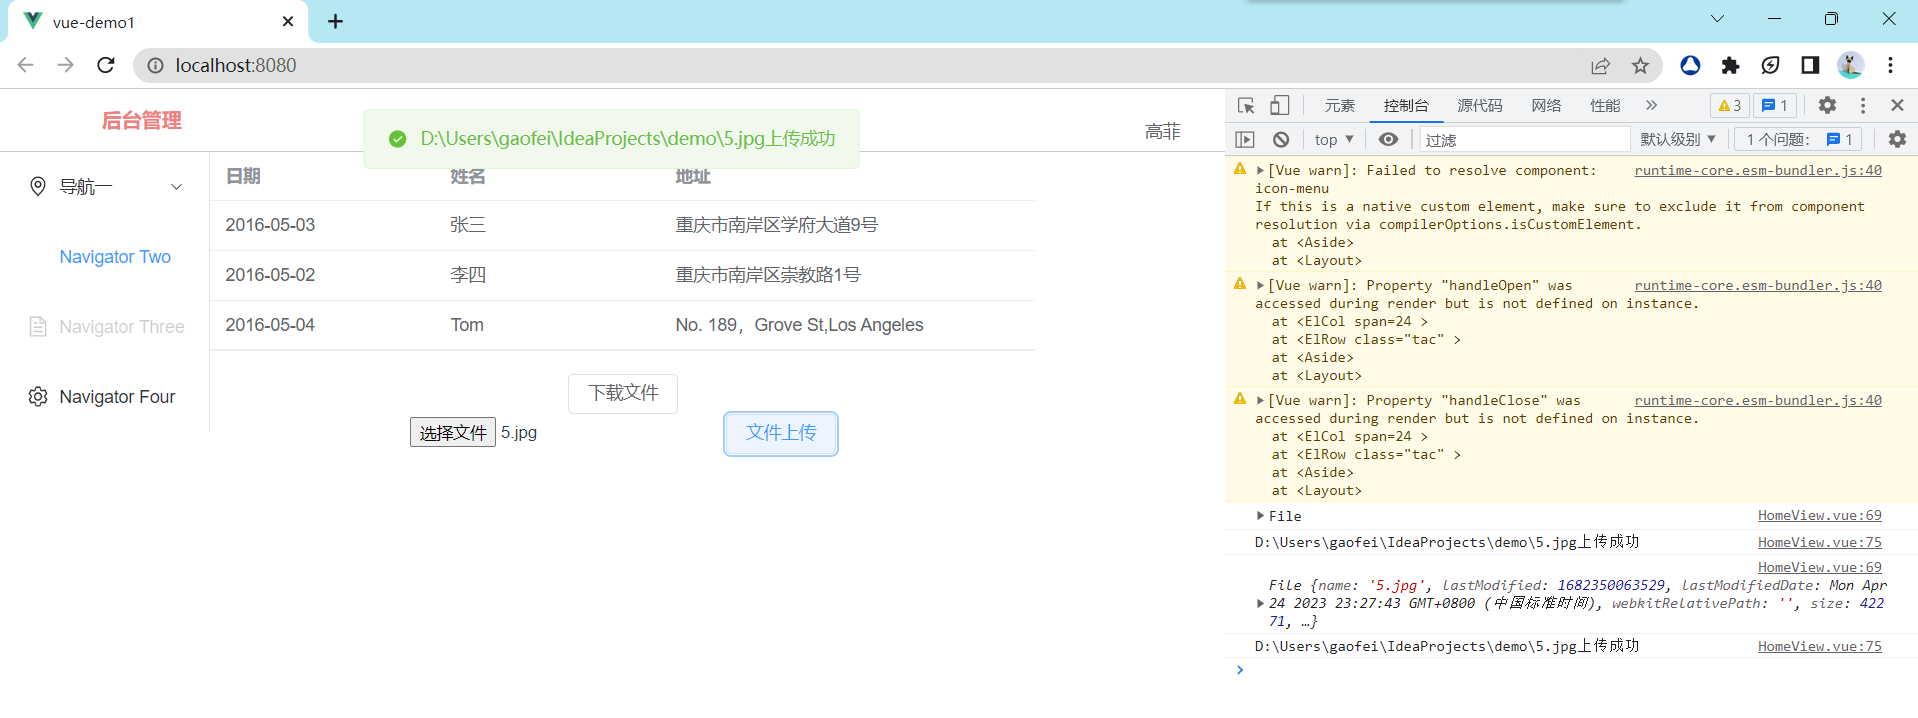 vue-demo1
localhost:8080
后台管理
D:\Users\gaofei\IdeaProjects\demo\5.jpg上传成功
高菲
导航一
Navigator Two
Navigator Three
Navigator Four
日期 姓名 地址
2016-05-03 张三 重庆市南岸区学府大道9号
2016-05-02 李四 重庆市南岸区崇教路1号
2016-05-04 Tom No. 189，Grove St,Los Angeles
下载文件
选择文件 5.jpg 文件上传
元素 控制台 源代码 网络 性能 » 3 1
top 过滤 默认级别 1 个问题： 1
[Vue warn]: Failed to resolve component: runtime-core.esm-bundler.js:40
icon-menu
If this is a native custom element, make sure to exclude it from component
resolution via compilerOptions.isCustomElement.
at <Aside>
at <Layout>
[Vue warn]: Property "handleOpen" was runtime-core.esm-bundler.js:40
accessed during render but is not defined on instance.
at <ElCol span=24 >
at <ElRow class="tac" >
at <Aside>
at <Layout>
[Vue warn]: Property "handleClose" was runtime-core.esm-bundler.js:40
accessed during render but is not defined on instance.
at <ElCol span=24 >
at <ElRow class="tac" >
at <Aside>
at <Layout>
File HomeView.vue:69
D:\Users\gaofei\IdeaProjects\demo\5.jpg上传成功 HomeView.vue:75
HomeView.vue:69
File {name: '5.jpg', lastModified: 1682350063529, lastModifiedDate: Mon Apr
24 2023 23:27:43 GMT+0800 (中国标准时间), webkitRelativePath: '', size: 422
71, …}
D:\Users\gaofei\IdeaProjects\demo\5.jpg上传成功 HomeView.vue:75